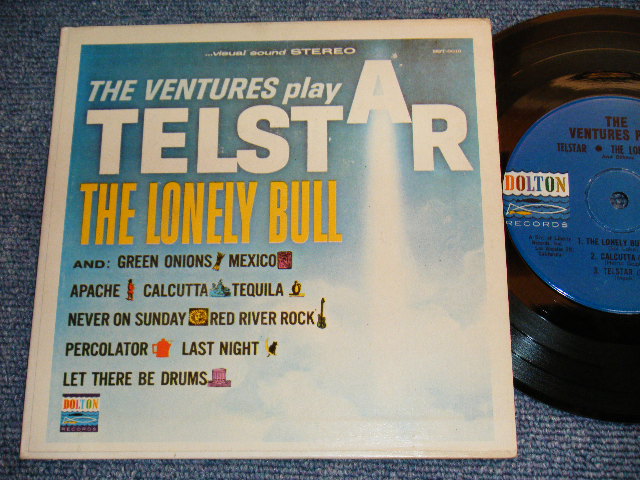 ...visual sound STEREO
THE VENTURES play
TELSTAR
THE LONELY BULL
AND: GREEN ONIONS MEXICO
APACHE CALCUTTA TEQUILA
NEVER ON SUNDAY RED RIVER ROCK
PERCOLATOR LAST NIGHT
LET THERE BE DRUMS
DOLTON
RECORDS
THE
VENTURES
TELSTAR • THE
DOLTON
RECORDS
1. THE LONELY
2. CALCUTTA
3. TELSTAR